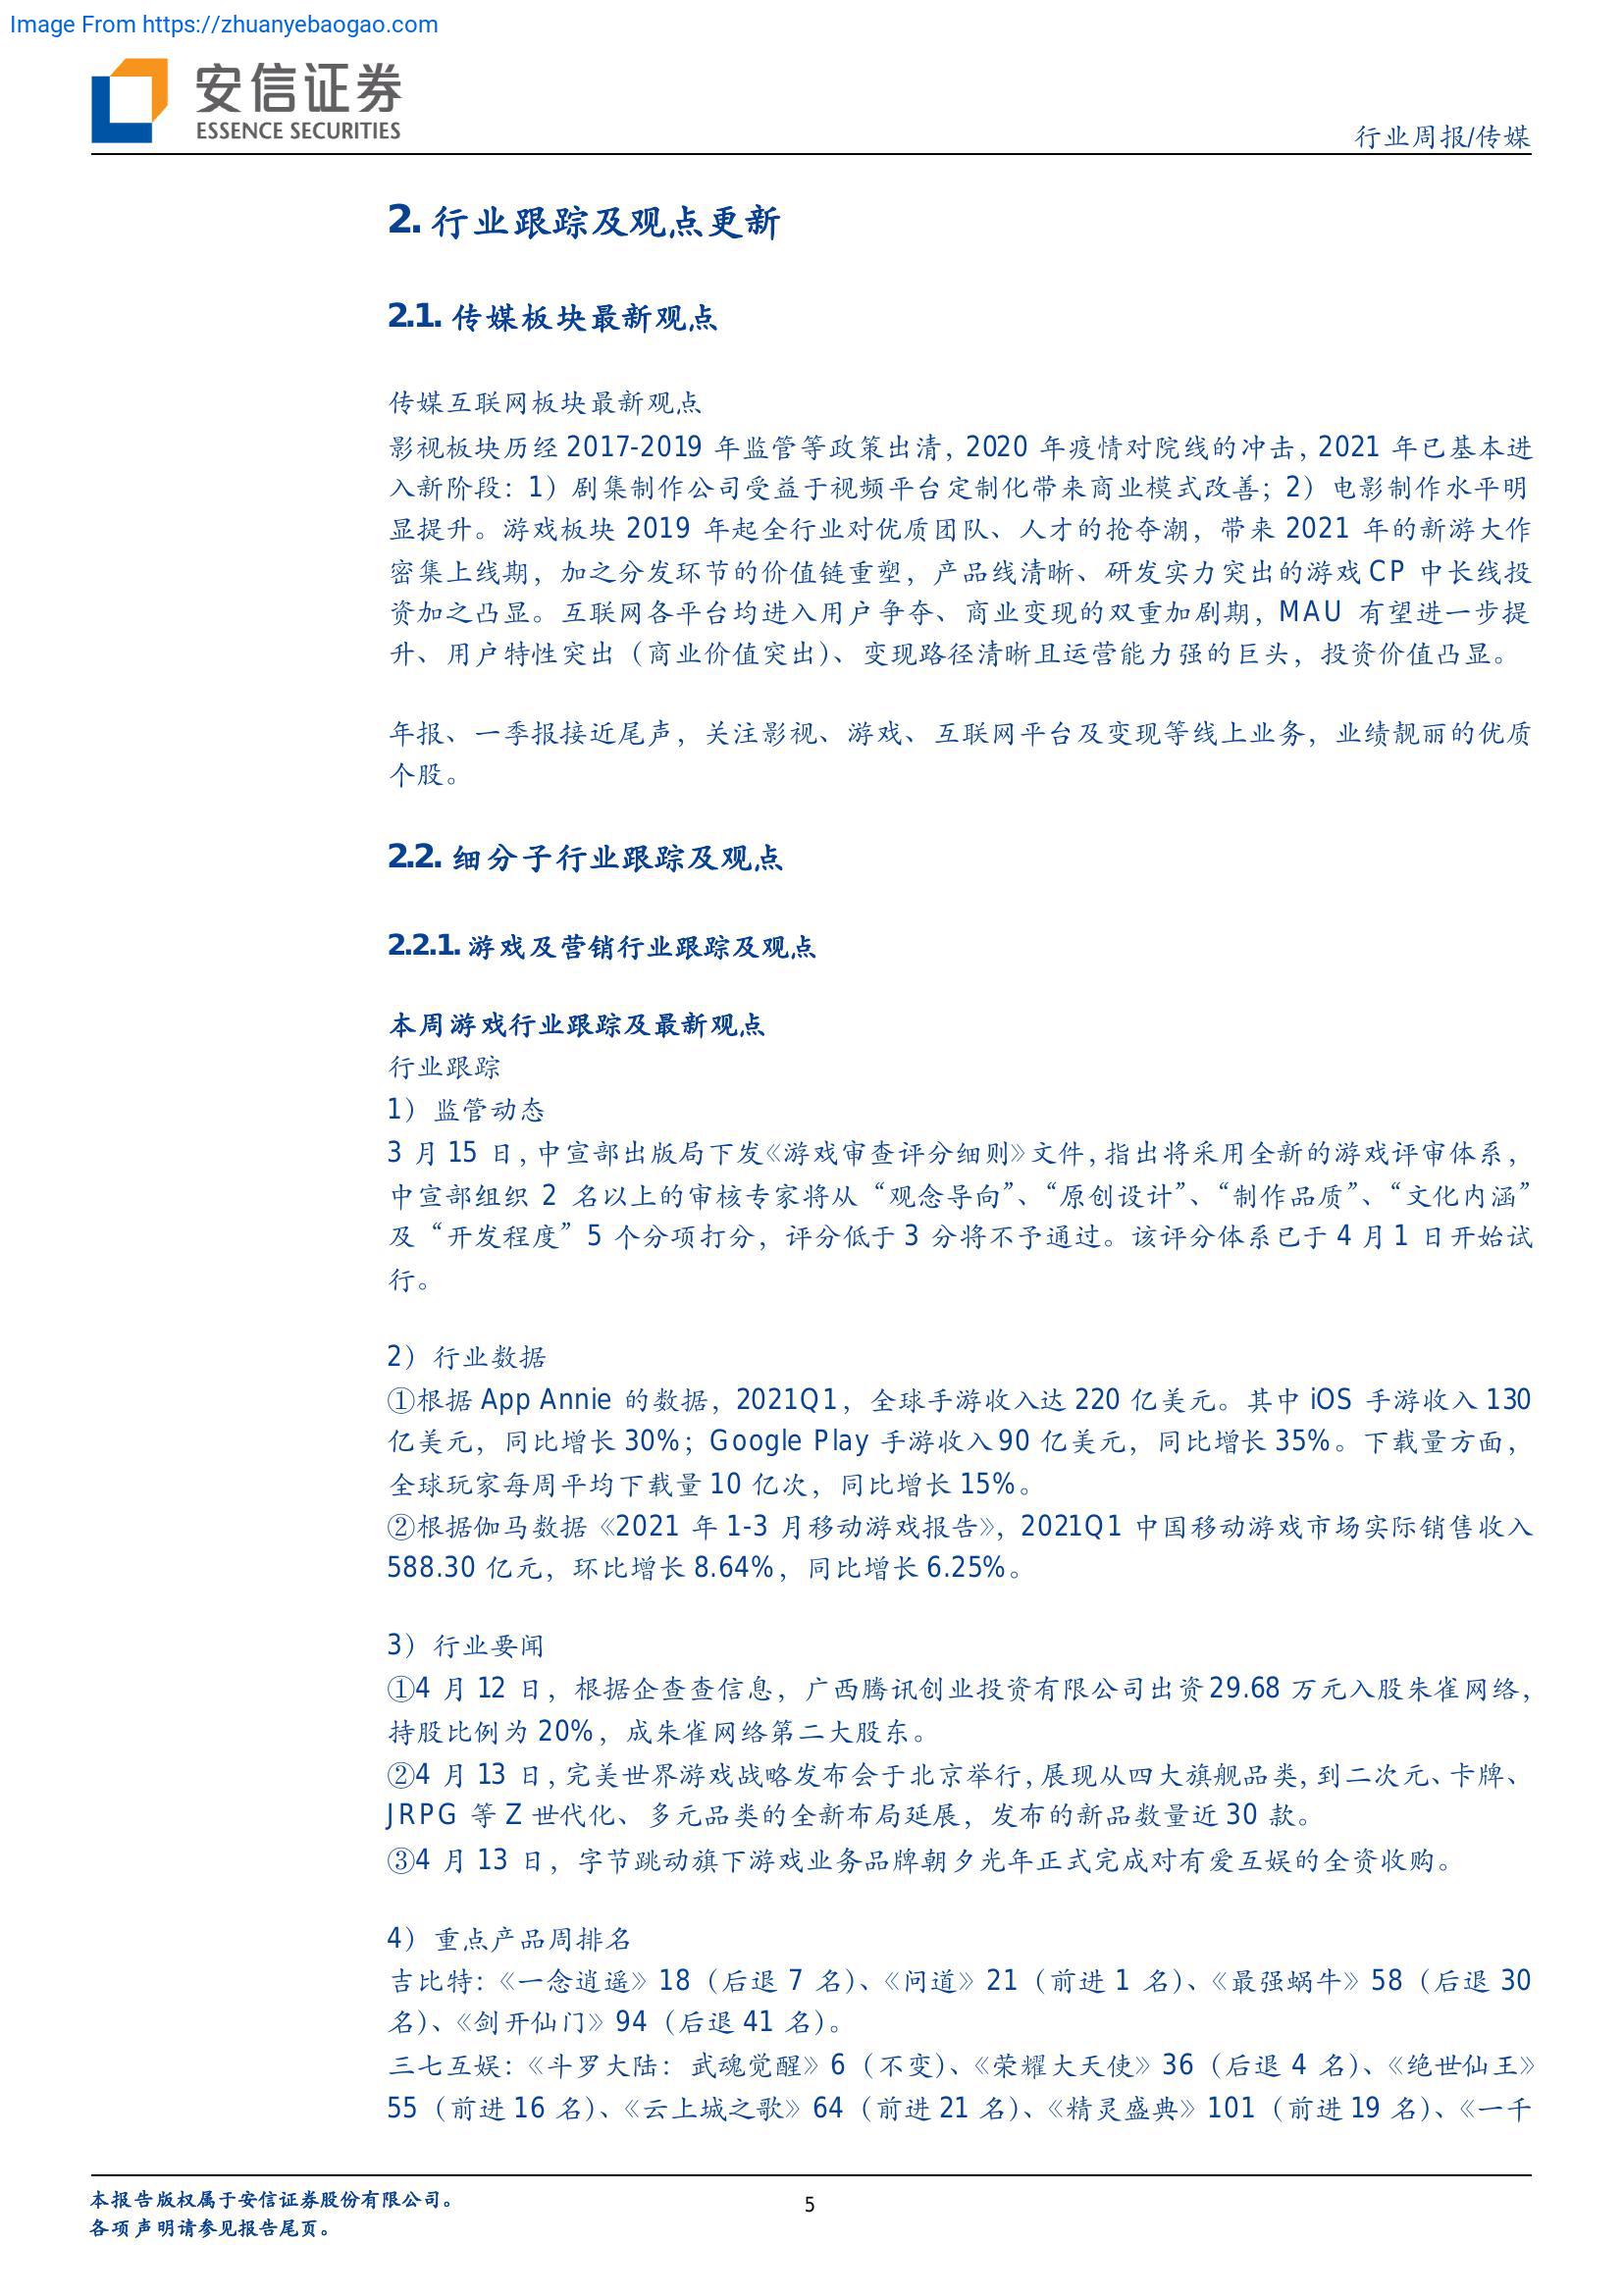 Image From https://zhuanyebaogao.com
安信证券
ESSENCE SECURITIES
行业周报/传媒
2. 行业跟踪及观点更新
2.1. 传媒板块最新观点
传媒互联网板块最新观点
影视板块历经 2017-2019 年监管等政策出清，2020 年疫情对院线的冲击，2021 年已基本进
入新阶段：1）剧集制作公司受益于视频平台定制化带来商业模式改善；2）电影制作水平明
显提升。游戏板块 2019 年起全行业对优质团队、人才的抢夺潮，带来 2021 年的新游大作
密集上线期，加之分发环节的价值链重塑，产品线清晰、研发实力突出的游戏 CP 中长线投
资加之凸显。互联网各平台均进入用户争夺、商业变现的双重加剧期，MAU 有望进一步提
升、用户特性突出（商业价值突出）、变现路径清晰且运营能力强的巨头，投资价值凸显。
年报、一季报接近尾声，关注影视、游戏、互联网平台及变现等线上业务，业绩靓丽的优质
个股。
2.2. 细分子行业跟踪及观点
2.2.1. 游戏及营销行业跟踪及观点
本周游戏行业跟踪及最新观点
行业跟踪
1）监管动态
3 月 15 日，中宣部出版局下发《游戏审查评分细则》文件，指出将采用全新的游戏评审体系，
中宣部组织 2 名以上的审核专家将从“观念导向”、“原创设计”、“制作品质”、“文化内涵”
及“开发程度”5 个分项打分，评分低于 3 分将不予通过。该评分体系已于 4 月 1 日开始试
行。
2）行业数据
①根据 App Annie 的数据，2021Q1，全球手游收入达 220 亿美元。其中 iOS 手游收入 130
亿美元，同比增长 30%；Google Play 手游收入 90 亿美元，同比增长 35%。下载量方面，
全球玩家每周平均下载量 10 亿次，同比增长 15%。
②根据伽马数据《2021 年 1-3 月移动游戏报告》，2021Q1 中国移动游戏市场实际销售收入
588.30 亿元，环比增长 8.64%，同比增长 6.25%。
3）行业要闻
①4 月 12 日，根据企查查信息，广西腾讯创业投资有限公司出资 29.68 万元入股朱雀网络，
持股比例为 20%，成朱雀网络第二大股东。
②4 月 13 日，完美世界游戏战略发布会于北京举行，展现从四大旗舰品类，到二次元、卡牌、
JRPG 等 Z 世代化、多元品类的全新布局延展，发布的新品数量近 30 款。
③4 月 13 日，字节跳动旗下游戏业务品牌朝夕光年正式完成对有爱互娱的全资收购。
4）重点产品周排名
吉比特：《一念逍遥》18（后退 7 名）、《问道》21（前进 1 名）、《最强蜗牛》58（后退 30
名）、《剑开仙门》94（后退 41 名）。
三七互娱：《斗罗大陆：武魂觉醒》6（不变）、《荣耀大天使》36（后退 4 名）、《绝世仙王》
55（前进 16 名）、《云上城之歌》64（前进 21 名）、《精灵盛典》101（前进 19 名）、《一千
本报告版权属于安信证券股份有限公司。
5
各项声明请参见报告尾页。